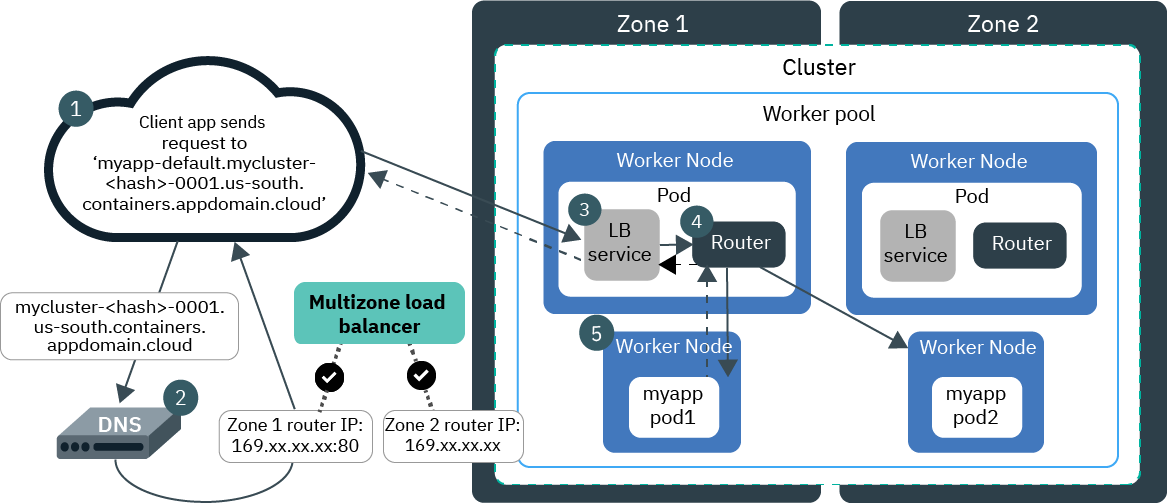 Zone 1
Zone 2
Cluster
Worker pool
1
Client app sends
request to
‘myapp-default.mycluster-
<hash>-0001.us-south.
containers.appdomain.cloud’
Worker Node
Pod
3
LB
service
4
Router
Worker Node
Pod
LB
service
Router
mycluster-<hash>-0001.
us-south.containers.
appdomain.cloud
Multizone load
balancer
5
Worker Node
myapp
pod1
Worker Node
myapp
pod2
2
DNS
Zone 1 router IP:
169.xx.xx.xx:80
Zone 2 router IP:
169.xx.xx.xx